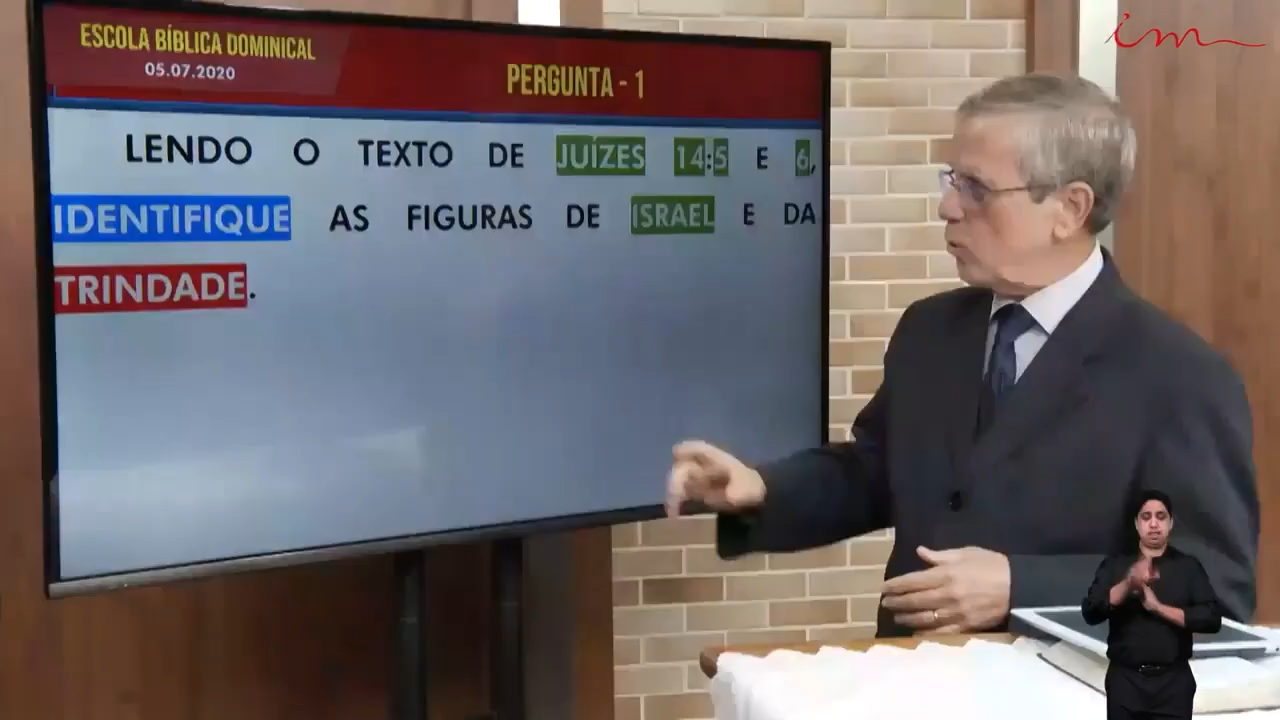 ESCOLA BÍBLICA DOMINICAL
05.07.2020
PERGUNTA - 1
LENDO O TEXTO DE JUÍZES 14:5 E 6,
IDENTIFIQUE AS FIGURAS DE ISRAEL E DA
TRINDADE.
im